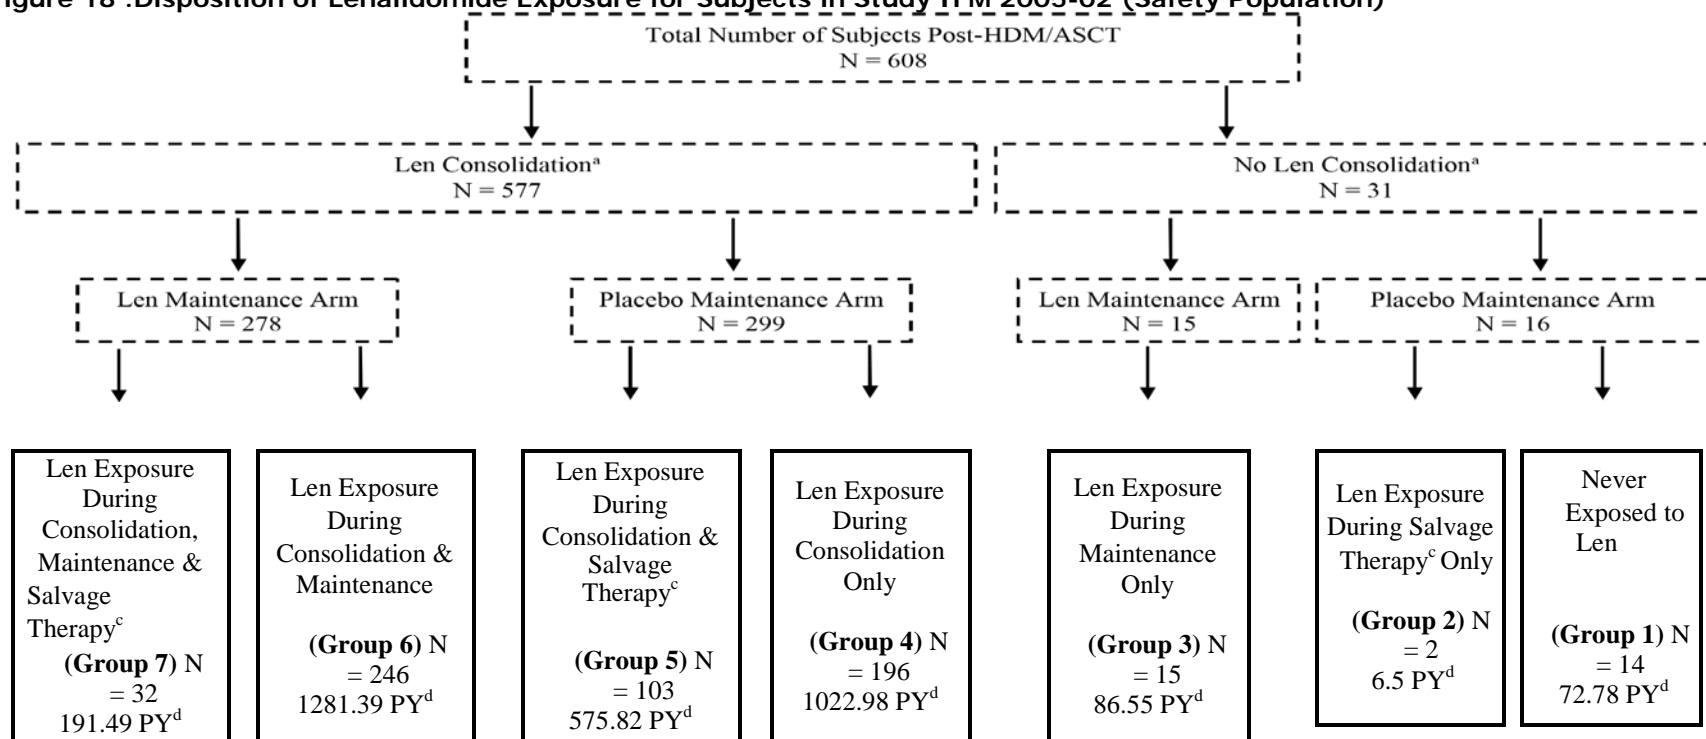 igure 18 :Disposition of Lenalidomide Exposure for Subjects in Study IFM 2005-02 (Safety Population)
Total Number of Subjects Post-HDM/ASCT
N = 608
Len Consolidationᵃ
N = 577
No Len Consolidationᵃ
N = 31
Len Maintenance Arm
N = 278
Placebo Maintenance Arm
N = 299
Len Maintenance Arm
N = 15
Placebo Maintenance Arm
N = 16
Len Exposure
During
Consolidation,
Maintenance &
Salvage
Therapyᶜ
(Group 7) N
= 32
191.49 PYᵈ
Len Exposure
During
Consolidation &
Maintenance
(Group 6) N
= 246
1281.39 PYᵈ
Len Exposure
During
Consolidation &
Salvage
Therapyᶜ
(Group 5) N
= 103
575.82 PYᵈ
Len Exposure
During
Consolidation
Only
(Group 4) N
= 196
1022.98 PYᵈ
Len Exposure
During
Maintenance
Only
(Group 3) N
= 15
86.55 PYᵈ
Len Exposure
During Salvage
Therapyᶜ Only
(Group 2) N
= 2
6.5 PYᵈ
Never
Exposed to
Len
(Group 1) N
= 14
72.78 PYᵈ